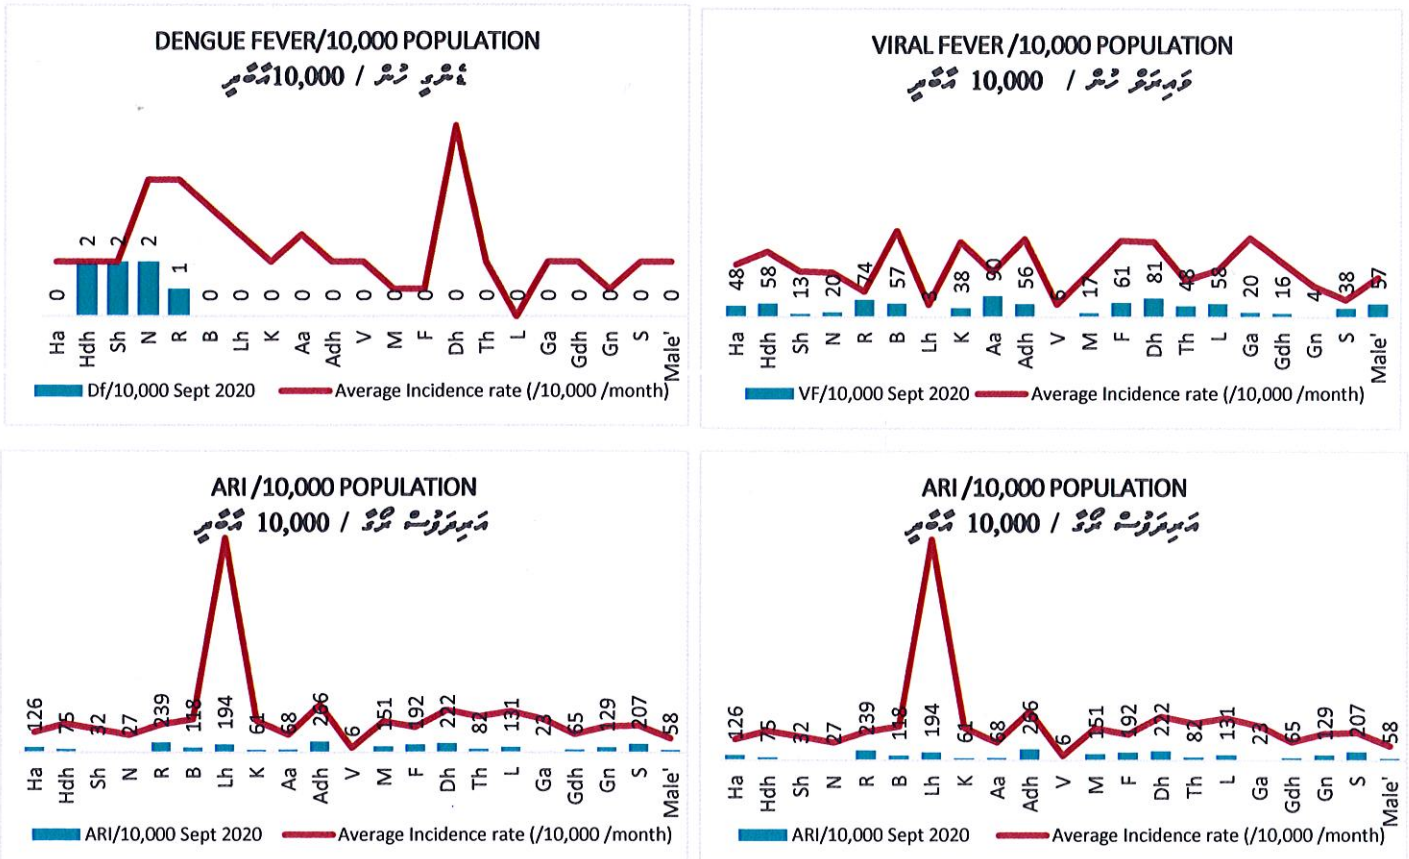 DENGUE FEVER/10,000 POPULATION
ޑެންގީ ހުން / 10,000އާބާދީ
2 2 2 1
0 0 0 0 0 0 0 0 0 0 0 0 0 0 0 0 0
Ha Hdh Sh N R B Lh K Aa Adh V M F Dh Th L Ga Gdh Gn S Male'
Df/10,000 Sept 2020 Average Incidence rate (/10,000 /month)
VIRAL FEVER /10,000 POPULATION
ވައިރަލް ހުން / 10,000 އާބާދީ
48 58 13 20 74 57 38 90 56 6 17 61 81 48 58 20 16 4 38 57
Ha Hdh Sh N R B Lh K Aa Adh V M F Dh Th L Ga Gdh Gn S Male'
VF/10,000 Sept 2020 Average Incidence rate (/10,000 /month)
ARI /10,000 POPULATION
އަރިދަފުސް ރޯގާ / 10,000 އާބާދީ
126 75 32 27 239 118 194 61 68 266 6 151 192 222 82 131 23 65 129 207 58
Ha Hdh Sh N R B Lh K Aa Adh V M F Dh Th L Ga Gdh Gn S Male'
ARI/10,000 Sept 2020 Average Incidence rate (/10,000 /month)
ARI /10,000 POPULATION
އަރިދަފުސް ރޯގާ / 10,000 އާބާދީ
126 75 32 27 239 118 194 61 68 266 6 151 192 222 82 131 23 65 129 207 58
Ha Hdh Sh N R B Lh K Aa Adh V M F Dh Th L Ga Gdh Gn S Male'
ARI/10,000 Sept 2020 Average Incidence rate (/10,000 /month)